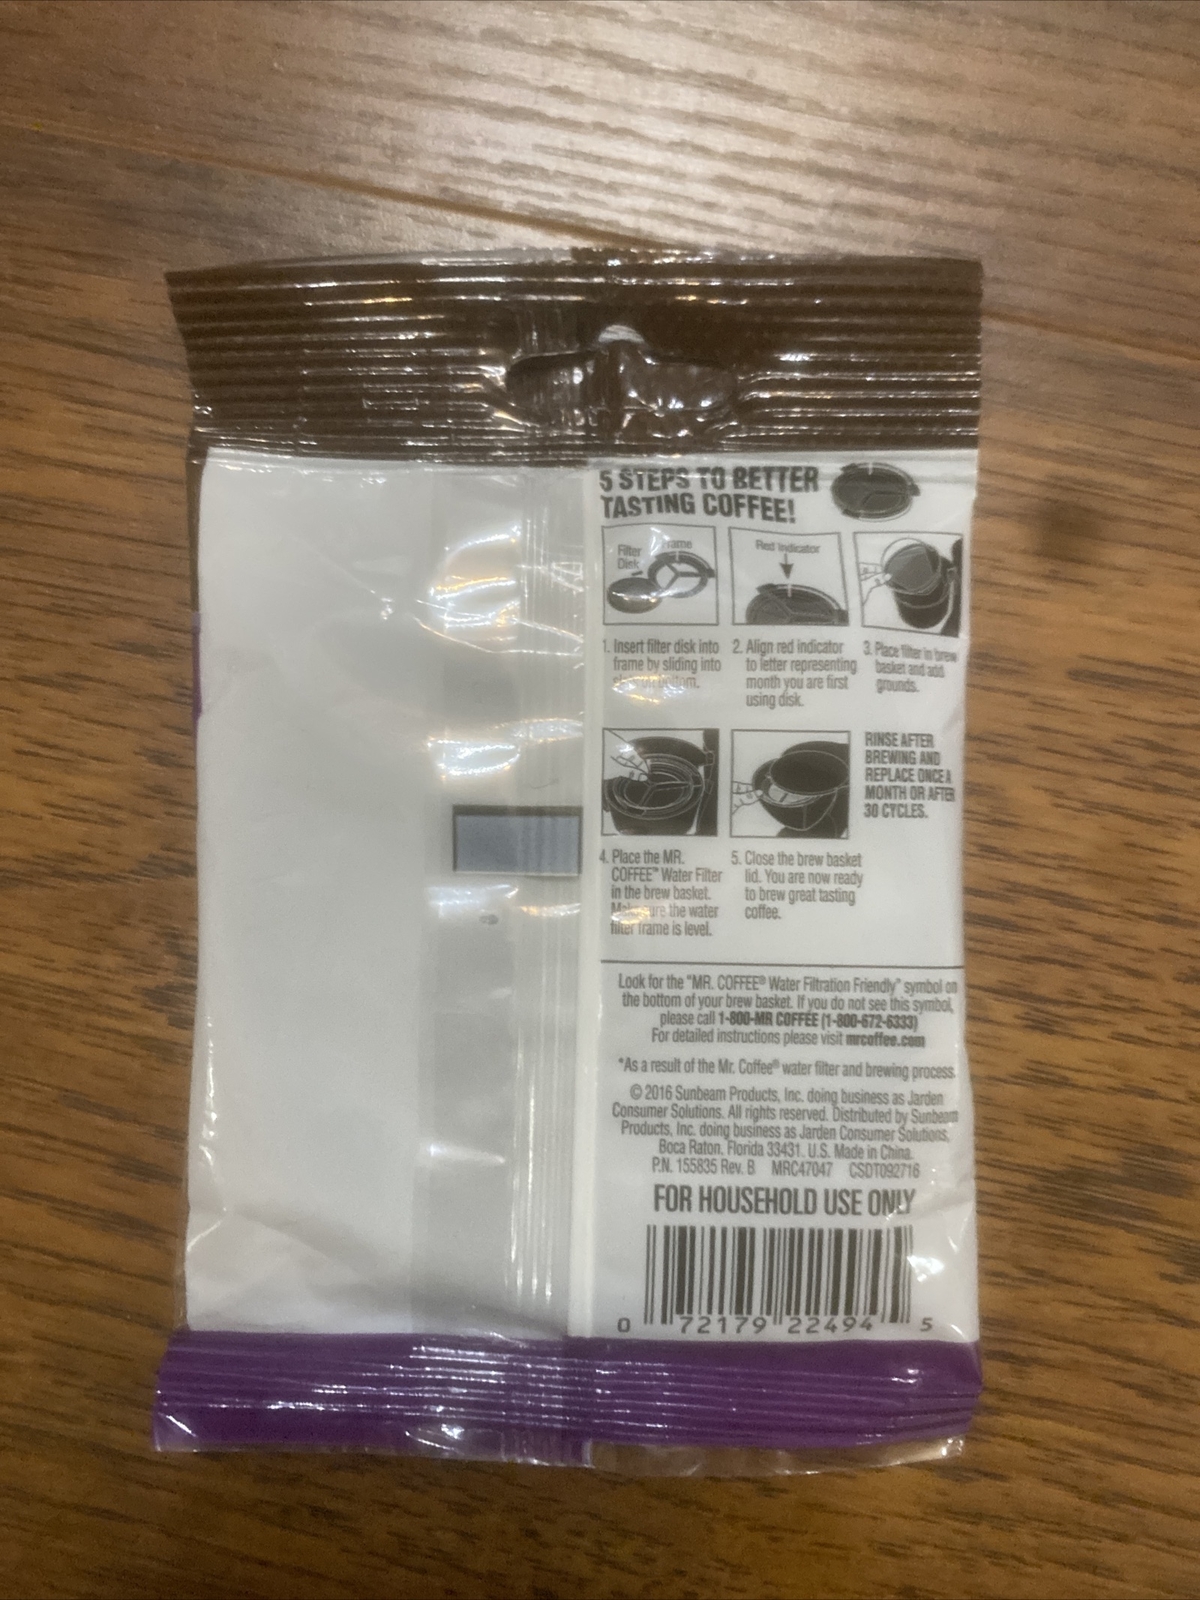 5 STEPS TO BETTER
TASTING COFFEE!
Filter
Disk
Frame
Red Indicator
1. Insert filter disk into
frame by sliding into
bottom.
2. Align red indicator
to letter representing
month you are first
using disk.
3. Place filter in brew
basket and add
grounds.
4. Place the MR.
COFFEE™ Water Filter
in the brew basket.
Make sure the water
filter frame is level.
5. Close the brew basket
lid. You are now ready
to brew great tasting
coffee.
RINSE AFTER
BREWING AND
REPLACE ONCE A
MONTH OR AFTER
30 CYCLES.
Look for the "MR. COFFEE® Water Filtration Friendly" symbol on
the bottom of your brew basket. If you do not see this symbol,
please call 1-800-MR COFFEE (1-800-672-6333)
For detailed instructions please visit mrcoffee.com
*As a result of the Mr. Coffee® water filter and brewing process.
© 2016 Sunbeam Products, Inc. doing business as Jarden
Consumer Solutions. All rights reserved. Distributed by Sunbeam
Products, Inc. doing business as Jarden Consumer Solutions,
Boca Raton, Florida 33431. U.S. Made in China.
P.N. 155835 Rev. B MRC47047 CSDT092716
FOR HOUSEHOLD USE ONLY
0 72179 22494 5